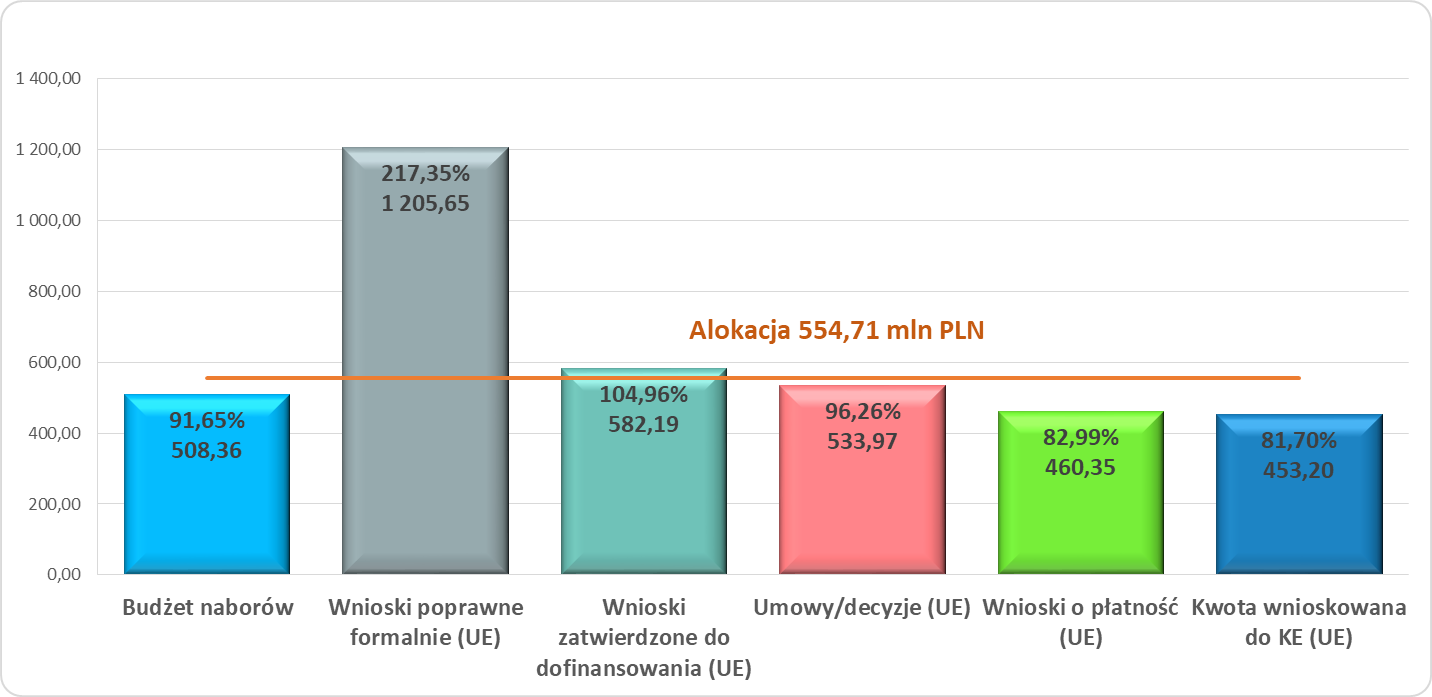 1 400,00
1 200,00
1 000,00
800,00
600,00
400,00
200,00
0,00
217,35%
1 205,65
Alokacja 554,71 mln PLN
91,65%
508,36
104,96%
582,19
96,26%
533,97
82,99%
460,35
81,70%
453,20
Budżet naborów
Wnioski poprawne
formalnie (UE)
Wnioski
zatwierdzone do
dofinansowania (UE)
Umowy/decyzje (UE)
Wnioski o płatność
(UE)
Kwota wnioskowana
do KE (UE)